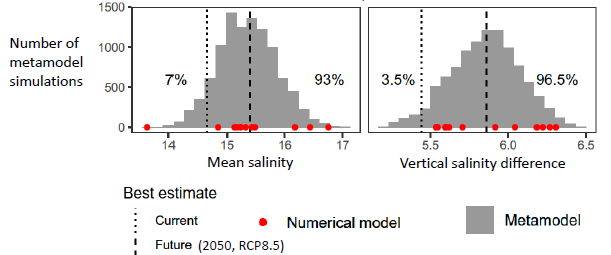 1500
1000
500
0
Number of
metamodel
simulations
7%
93%
3.5%
96.5%
14 15 16 17
5.5 6.0 6.5
Mean salinity
Vertical salinity difference
Best estimate
Current
Future (2050, RCP8.5)
Numerical model
Metamodel